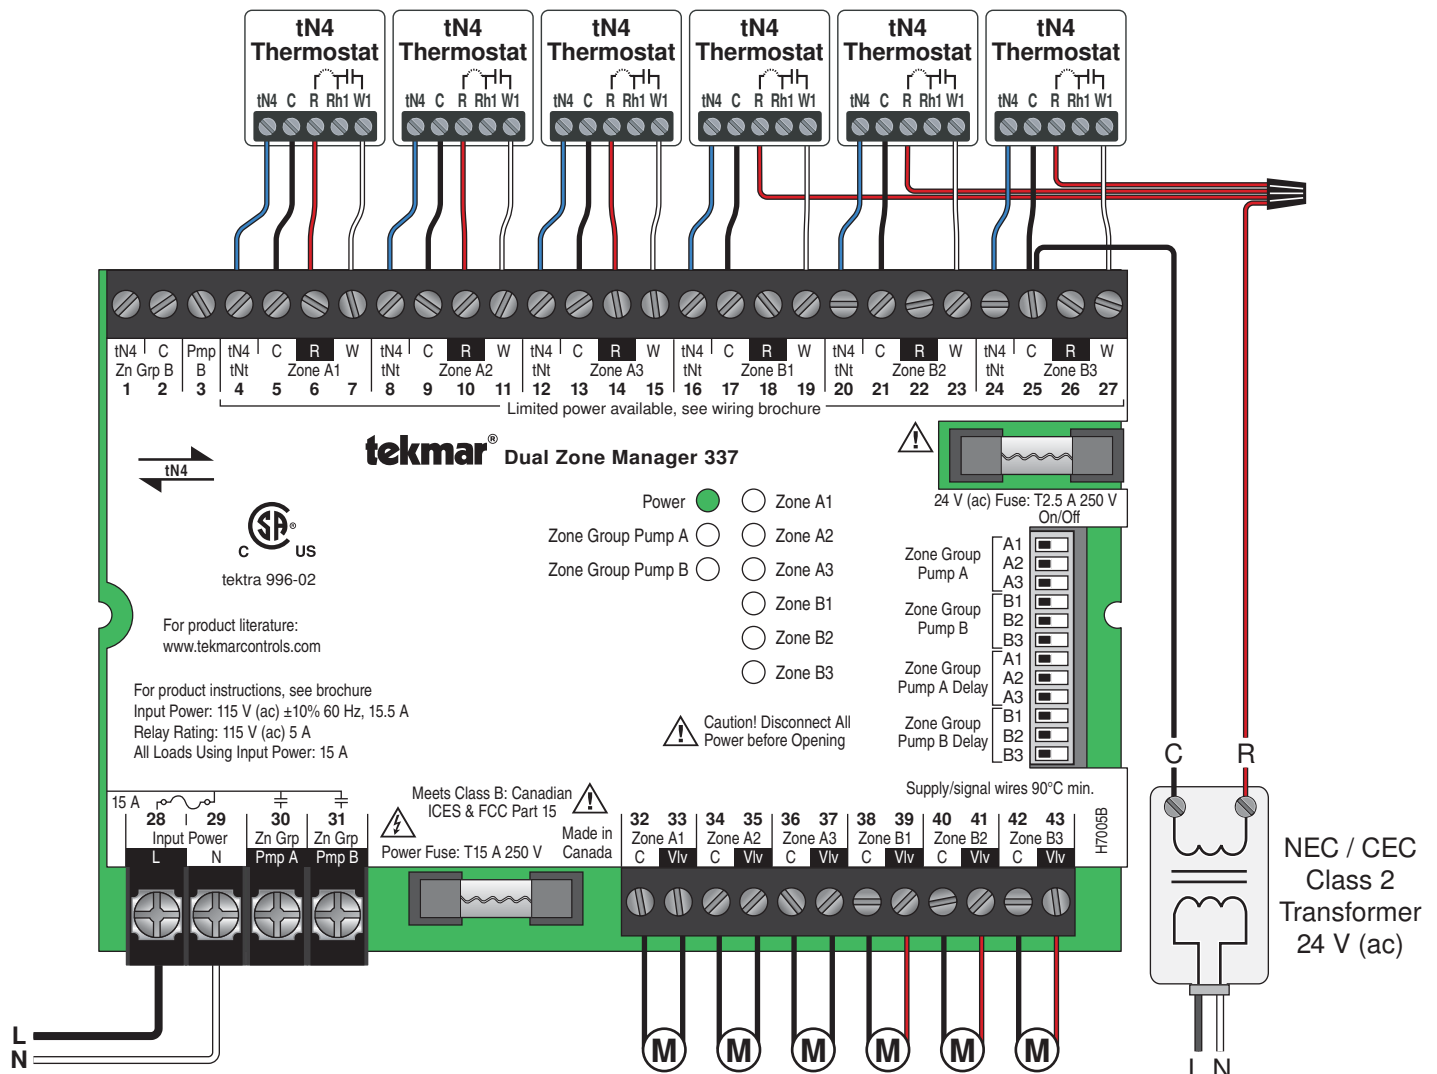 tN4 Thermostat
tN4 C R Rh1 W1
tN4 Thermostat
tN4 C R Rh1 W1
tN4 Thermostat
tN4 C R Rh1 W1
tN4 Thermostat
tN4 C R Rh1 W1
tN4 Thermostat
tN4 C R Rh1 W1
tN4 Thermostat
tN4 C R Rh1 W1
tN4 C Pmp tN4 C R W tN4 C R W tN4 C R W tN4 C R W tN4 C R W tN4 C R W
Zn Grp B B tNt Zone A1 tNt Zone A2 tNt Zone A3 tNt Zone B1 tNt Zone B2 tNt Zone B3
1 2 3 4 5 6 7 8 9 10 11 12 13 14 15 16 17 18 19 20 21 22 23 24 25 26 27
Limited power available, see wiring brochure
tN4
tekmar® Dual Zone Manager 337
C SA® US
tektra 996-02
For product literature:
www.tekmarcontrols.com
For product instructions, see brochure
Input Power: 115 V (ac) ±10% 60 Hz, 15.5 A
Relay Rating: 115 V (ac) 5 A
All Loads Using Input Power: 15 A
Power
Zone Group Pump A
Zone Group Pump B
Zone A1
Zone A2
Zone A3
Zone B1
Zone B2
Zone B3
! Caution! Disconnect All
Power before Opening
!
24 V (ac) Fuse: T2.5 A 250 V
On/Off
Zone Group
Pump A
A1
A2
A3
Zone Group
Pump B
B1
B2
B3
Zone Group
Pump A Delay
A1
A2
A3
Zone Group
Pump B Delay
B1
B2
B3
Supply/signal wires 90°C min.
15 A
28 29 30 31
Input Power Zn Grp Zn Grp
L N Pmp A Pmp B
Meets Class B: Canadian
ICES & FCC Part 15
!
Power Fuse: T15 A 250 V
Made in
Canada
32 33 34 35 36 37 38 39 40 41 42 43
Zone A1 Zone A2 Zone A3 Zone B1 Zone B2 Zone B3
C Vlv C Vlv C Vlv C Vlv C Vlv C Vlv
H7005B
M M M M M M
L
N
C R
NEC / CEC
Class 2
Transformer
24 V (ac)
L N